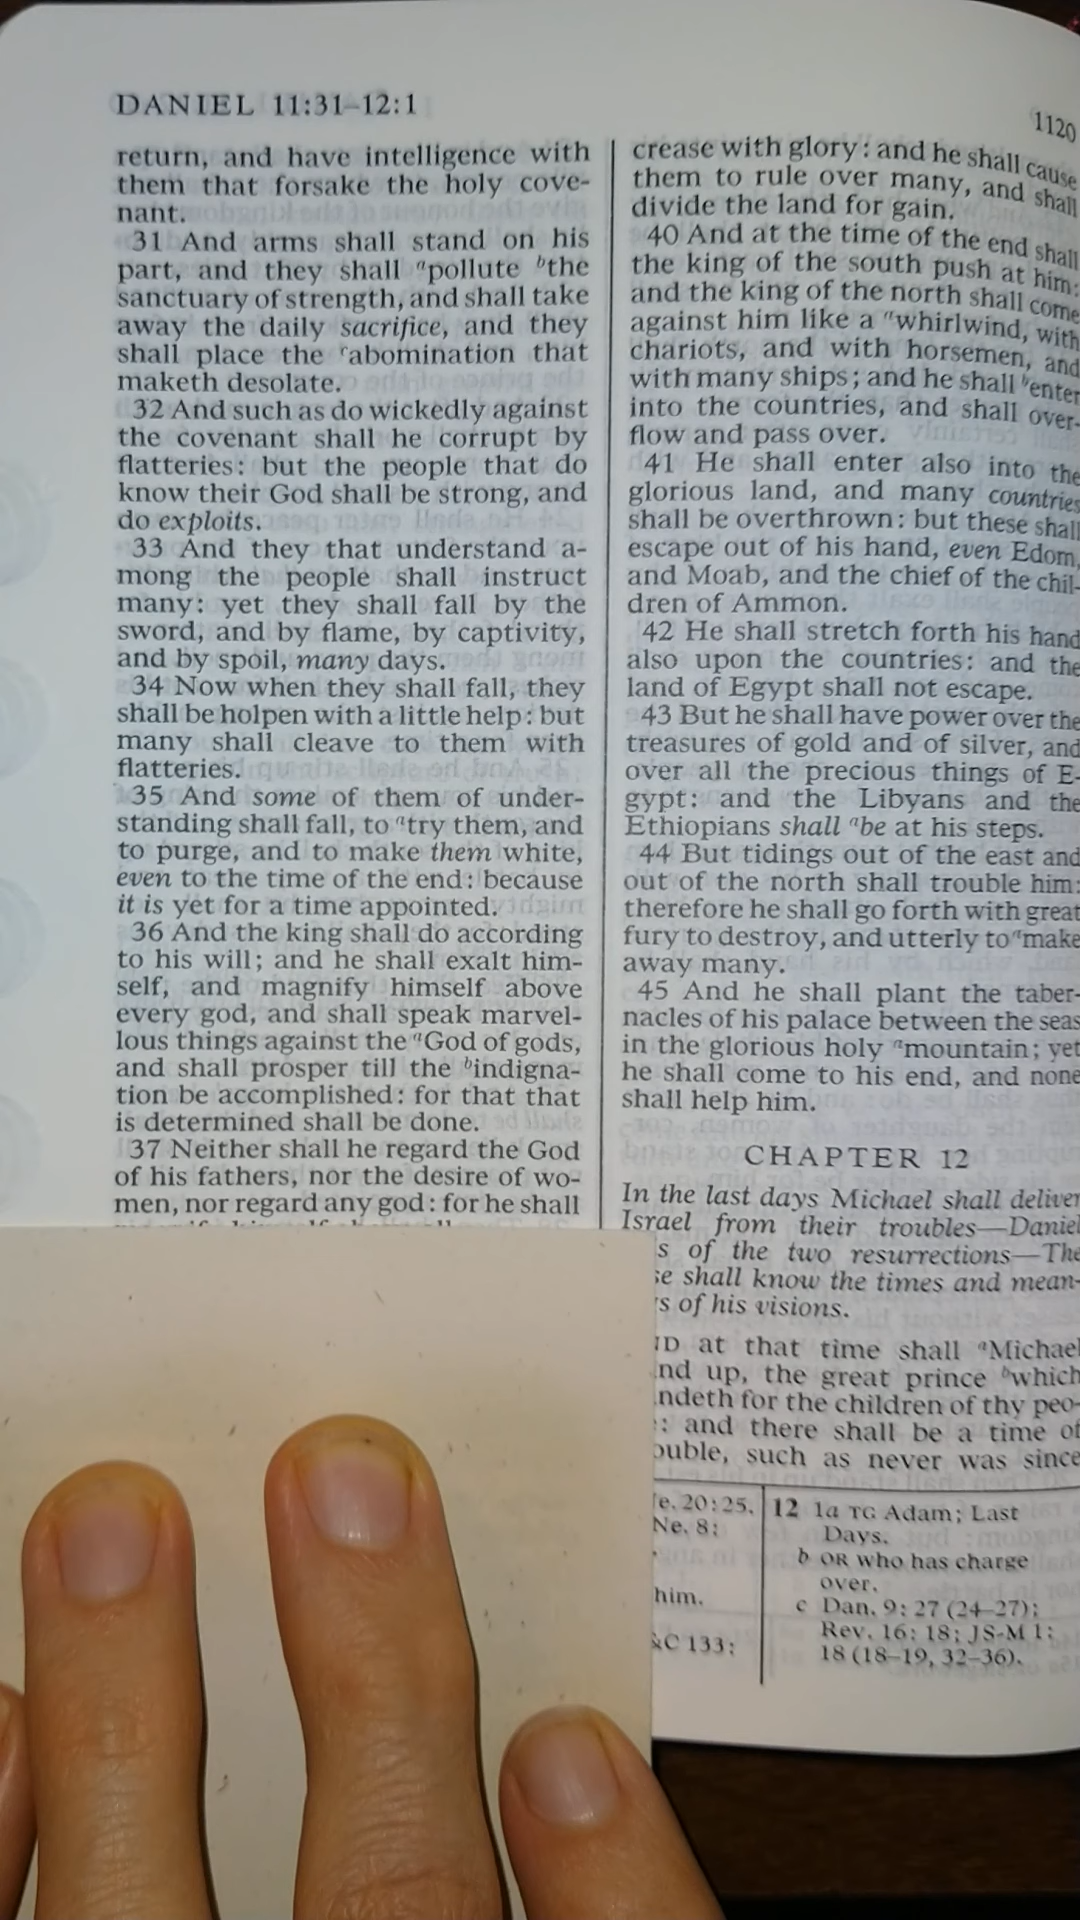 DANIEL 11:31–12:1
1120
return, and have intelligence with
them that forsake the holy cove-
nant.
31 And arms shall stand on his
part, and they shall ᵃpollute ᵇthe
sanctuary of strength, and shall take
away the daily sacrifice, and they
shall place the ᶜabomination that
maketh desolate.
32 And such as do wickedly against
the covenant shall he corrupt by
flatteries: but the people that do
know their God shall be strong, and
do exploits.
33 And they that understand a-
mong the people shall instruct
many: yet they shall fall by the
sword, and by flame, by captivity,
and by spoil, many days.
34 Now when they shall fall, they
shall be holpen with a little help: but
many shall cleave to them with
flatteries.
35 And some of them of under-
standing shall fall, to ᵃtry them, and
to purge, and to make them white,
even to the time of the end: because
it is yet for a time appointed.
36 And the king shall do according
to his will; and he shall exalt him-
self, and magnify himself above
every god, and shall speak marvel-
lous things against the ᵃGod of gods,
and shall prosper till the ᵇindigna-
tion be accomplished: for that that
is determined shall be done.
37 Neither shall he regard the God
of his fathers, nor the desire of wo-
men, nor regard any god: for he shall
crease with glory: and he shall cause
them to rule over many, and shall
divide the land for gain.
40 And at the time of the end shall
the king of the south push at him:
and the king of the north shall come
against him like a ᵃwhirlwind, with
chariots, and with horsemen, and
with many ships; and he shall ᵇenter
into the countries, and shall over-
flow and pass over.
41 He shall enter also into the
glorious land, and many countries
shall be overthrown: but these shall
escape out of his hand, even Edom,
and Moab, and the chief of the chil-
dren of Ammon.
42 He shall stretch forth his hand
also upon the countries: and the
land of Egypt shall not escape.
43 But he shall have power over the
treasures of gold and of silver, and
over all the precious things of E-
gypt: and the Libyans and the
Ethiopians shall ᵃbe at his steps.
44 But tidings out of the east and
out of the north shall trouble him:
therefore he shall go forth with great
fury to destroy, and utterly to ᵃmake
away many.
45 And he shall plant the taber-
nacles of his palace between the seas
in the glorious holy ᵃmountain; yet
he shall come to his end, and none
shall help him.
CHAPTER 12
In the last days Michael shall deliver
Israel from their troubles—Daniel
s of the two resurrections—The
se shall know the times and mean-
s of his visions.
ND at that time shall ᵃMichael
nd up, the great prince ᵇwhich
ndeth for the children of thy peo-
: and there shall be a time of
ouble, such as never was since
e. 20:25.
Ne. 8:
him.
&C 133:
12 1a TG Adam; Last
Days.
b OR who has charge
over.
c Dan. 9: 27 (24–27);
Rev. 16: 18; JS-M 1:
18 (18–19, 32–36).